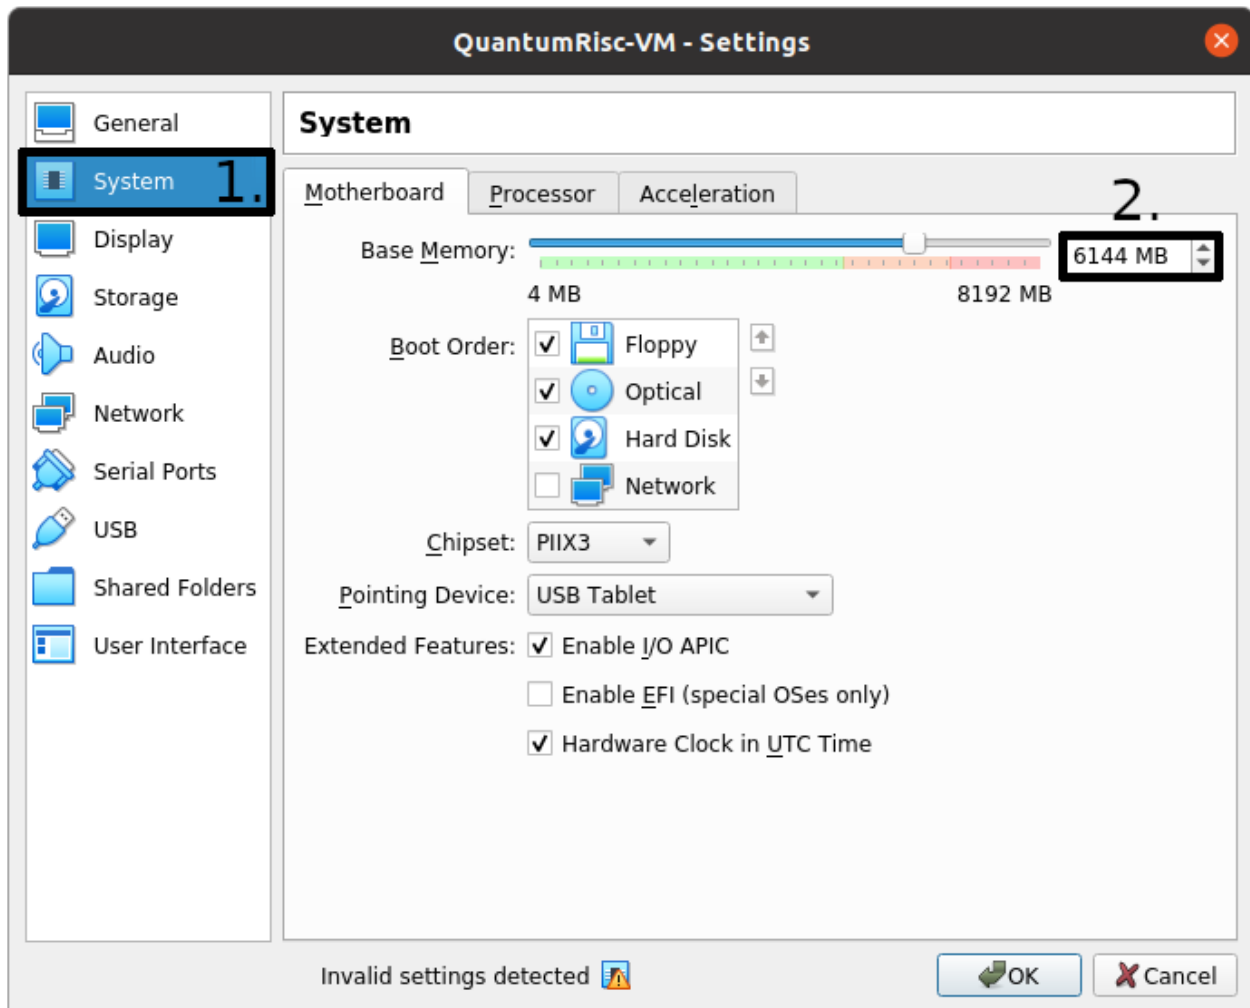 QuantumRisc-VM - Settings
General
System
1.
Display
Storage
Audio
Network
Serial Ports
USB
Shared Folders
User Interface
System
Motherboard
Processor
Acceleration
2.
Base Memory:
6144 MB
4 MB
8192 MB
Boot Order:
Floppy
Optical
Hard Disk
Network
Chipset:
PIIX3
Pointing Device:
USB Tablet
Extended Features:
Enable I/O APIC
Enable EFI (special OSes only)
Hardware Clock in UTC Time
Invalid settings detected
OK
Cancel